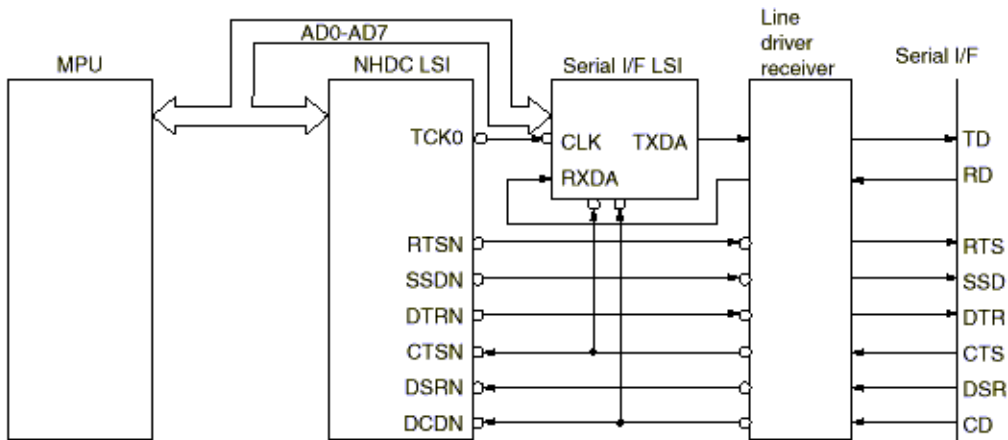 AD0-AD7
Line
driver
receiver
MPU
NHDC LSI
Serial I/F LSI
Serial I/F
TCK0
CLK
TXDA
TD
RXDA
RD
RTSN
RTS
SSDN
SSD
DTRN
DTR
CTSN
CTS
DSRN
DSR
DCDN
CD